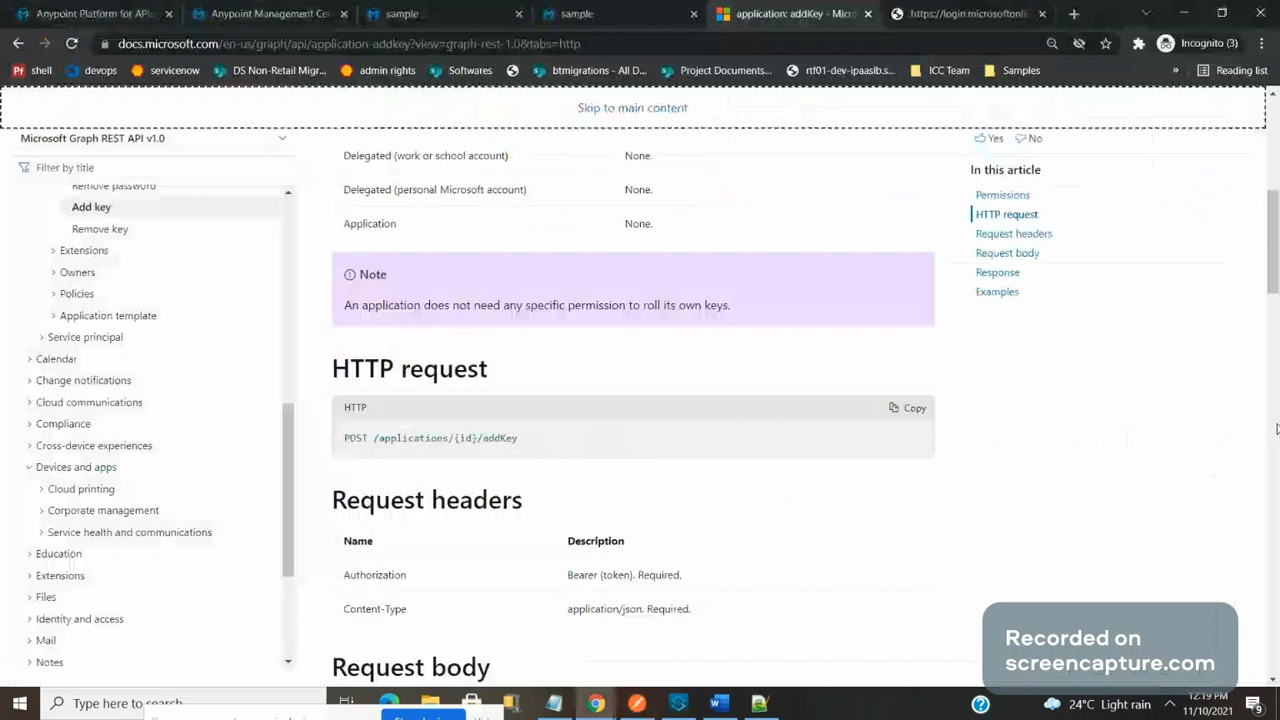 Anypoint Platform for APIs
Anypoint Management Ce
sample
sample
application: addKey - Micro
https://login.microsoftonli
docs.microsoft.com/en-us/graph/api/application-addkey?view=graph-rest-1.0&tabs=http
Incognito (3)
shell
devops
servicenow
DS Non-Retail Migr...
admin rights
Softwares
btmigrations - All D...
Project Documents...
rtf01-dev-ipaaslb.s...
ICC Team
Samples
»
Reading list
Skip to main content
Microsoft Graph REST API v1.0
Filter by title
Remove password
Add key
Remove key
Extensions
Owners
Policies
Application template
Service principal
Calendar
Change notifications
Cloud communications
Compliance
Cross-device experiences
Devices and apps
Cloud printing
Corporate management
Service health and communications
Education
Extensions
Files
Identity and access
Mail
Notes
Delegated (work or school account) None.
Delegated (personal Microsoft account) None.
Application None.
Note
An application does not need any specific permission to roll its own keys.
HTTP request
HTTP Copy
POST /applications/{id}/addKey
Request headers
Name Description
Authorization Bearer {token}. Required.
Content-Type application/json. Required.
Request body
Yes No
In this article
Permissions
HTTP request
Request headers
Request body
Response
Examples
Recorded on
screencapture.com
Type here to search
24°C Light rain
12:19 PM
11/10/2021